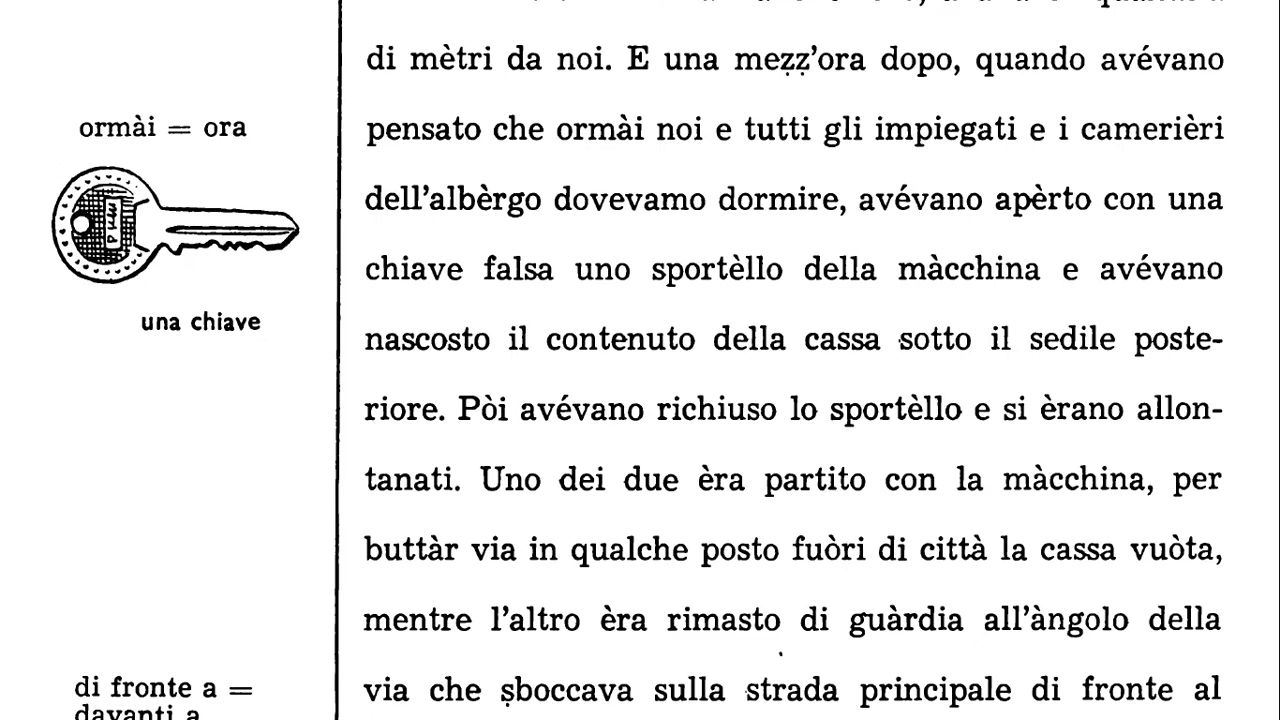 di mètri da noi. E una meẓẓ'ora dopo, quando avévano
ormài = ora
pensato che ormài noi e tutti gli impiegati e i camerièri
dell'albèrgo dovevamo dormire, avévano apèrto con una
chiave falsa uno sportèllo della màcchina e avévano
una chiave
nascosto il contenuto della cassa sotto il sedile poste-
riore. Pòi avévano richiuso lo sportèllo e si èrano allon-
tanati. Uno dei due èra partito con la màcchina, per
buttàr via in qualche posto fuòri di città la cassa vuòta,
mentre l'altro èra rimasto di guàrdia all'àngolo della
di fronte a =
davanti a
via che ṣboccava sulla strada principale di fronte al